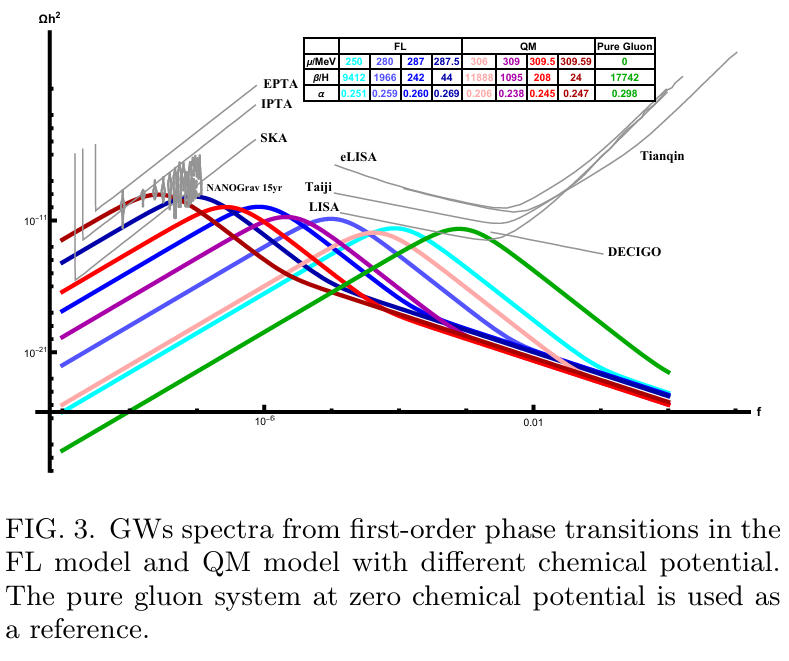 Ωh²
FL QM Pure Gluon
μ/MeV 250 280 287 287.5 306 309 309.5 309.59 0
β/H 9412 1966 242 44 11888 1095 208 24 17742
α 0.251 0.259 0.260 0.269 0.206 0.238 0.245 0.247 0.298
EPTA
IPTA
SKA
eLISA
Tianqin
Taiji
NANOGrav 15yr
LISA
10⁻¹¹
DECIGO
10⁻²¹
f
10⁻⁶ 0.01
FIG. 3. GWs spectra from first-order phase transitions in the
FL model and QM model with different chemical potential.
The pure gluon system at zero chemical potential is used as
a reference.